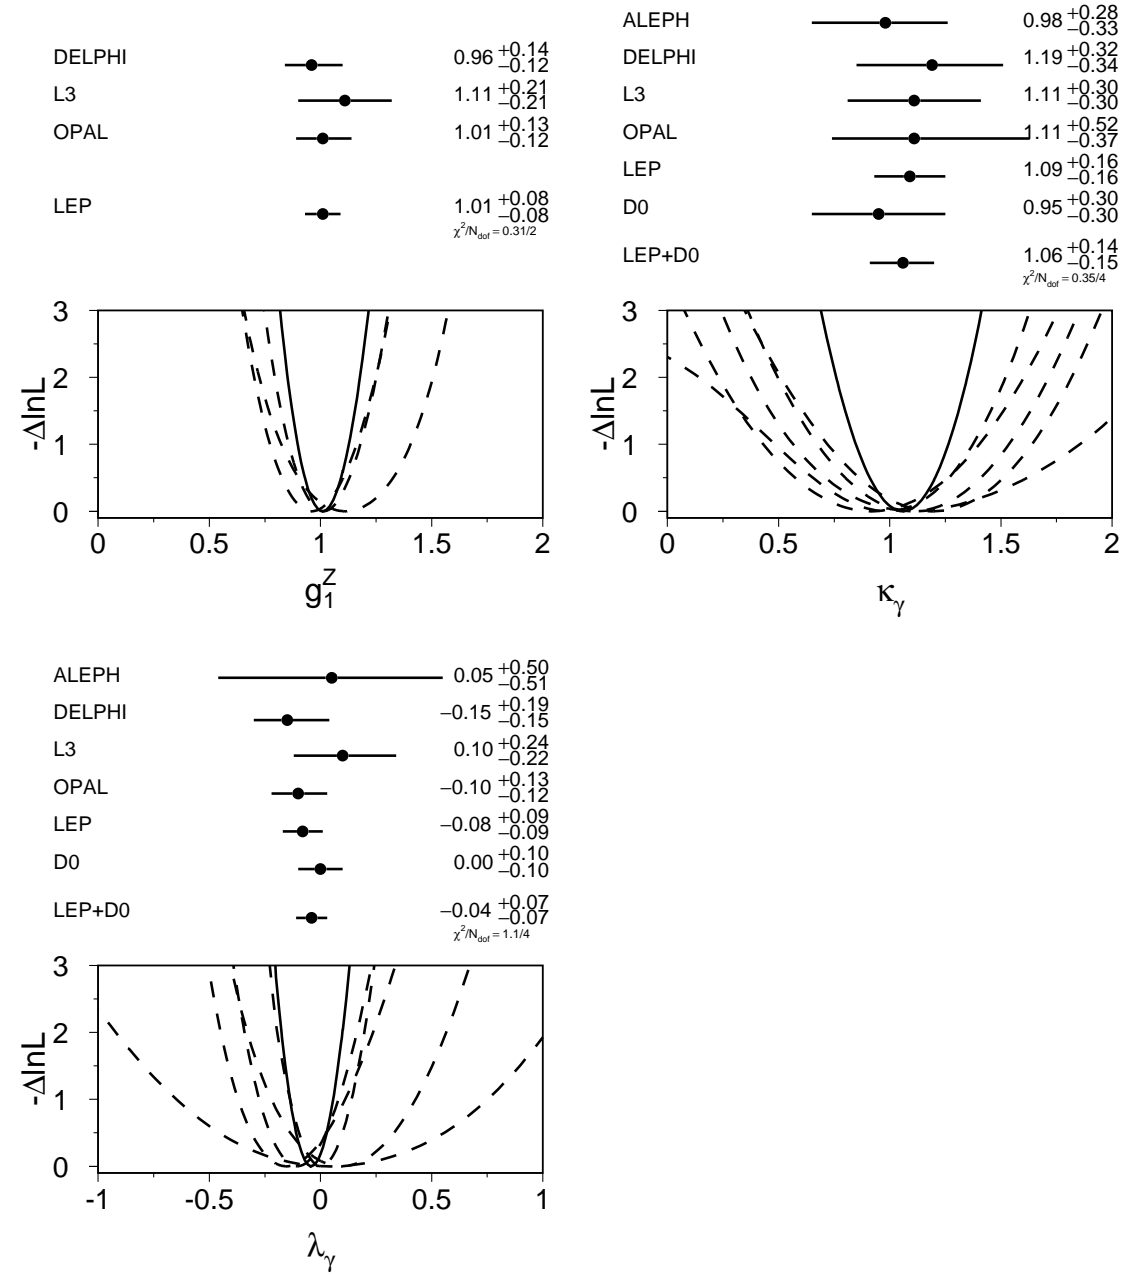 DELPHI 0.96 +0.14 −0.12
L3 1.11 +0.21 −0.21
OPAL 1.01 +0.13 −0.12
LEP 1.01 +0.08 −0.08
χ²/N_dof = 0.31/2
3
2
1
0
-ΔlnL
0 0.5 1 1.5 2
g₁ᶻ
ALEPH 0.98 +0.28 −0.33
DELPHI 1.19 +0.32 −0.34
L3 1.11 +0.30 −0.30
OPAL 1.11 +0.52 −0.37
LEP 1.09 +0.16 −0.16
D0 0.95 +0.30 −0.30
LEP+D0 1.06 +0.14 −0.15
χ²/N_dof = 0.35/4
3
2
1
0
-ΔlnL
0 0.5 1 1.5 2
κ_γ
ALEPH 0.05 +0.50 −0.51
DELPHI −0.15 +0.19 −0.15
L3 0.10 +0.24 −0.22
OPAL −0.10 +0.13 −0.12
LEP −0.08 +0.09 −0.09
D0 0.00 +0.10 −0.10
LEP+D0 −0.04 +0.07 −0.07
χ²/N_dof = 1.1/4
3
2
1
0
-ΔlnL
-1 -0.5 0 0.5 1
λ_γ